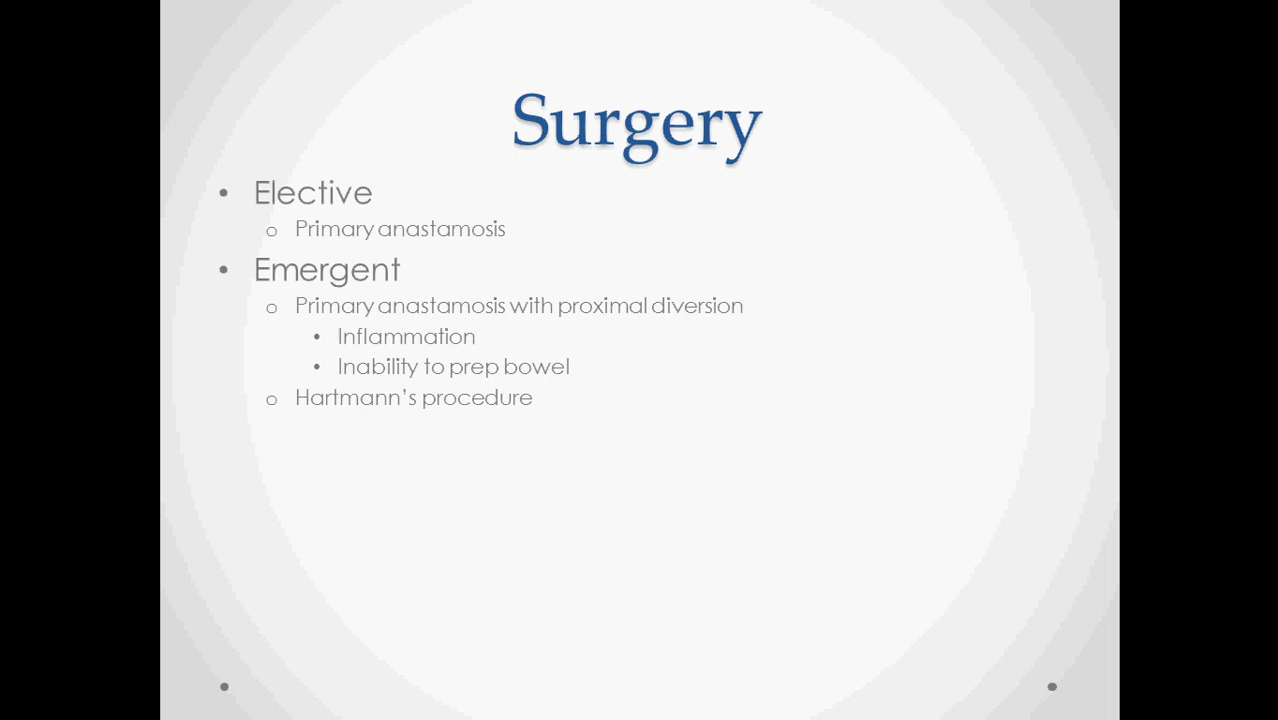 Surgery
• Elective
o Primary anastamosis
• Emergent
o Primary anastamosis with proximal diversion
• Inflammation
• Inability to prep bowel
o Hartmann's procedure